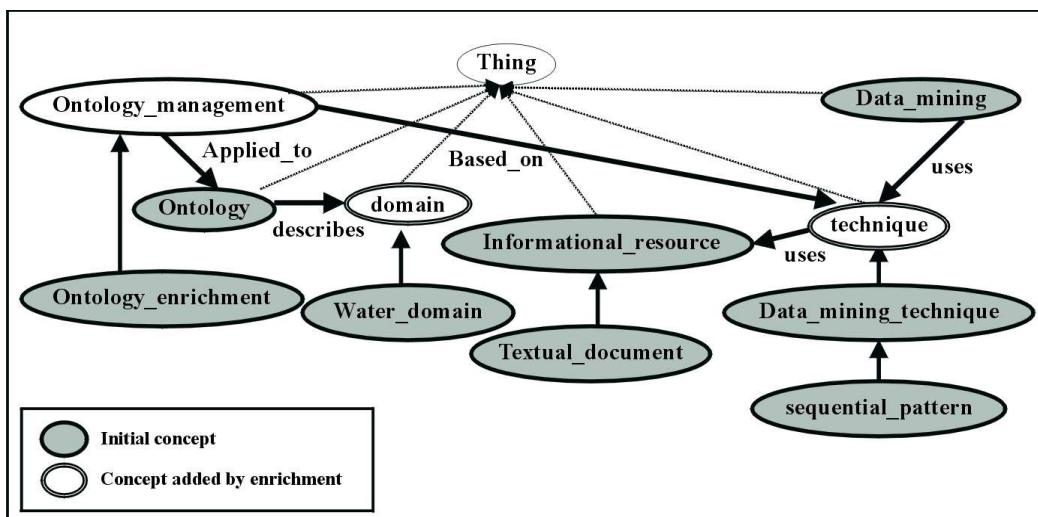 Thing
Ontology_management
Data_mining
Applied_to
Based_on
uses
Ontology
domain
describes
technique
Informational_resource
uses
Ontology_enrichment
Water_domain
Data_mining_technique
Textual_document
sequential_pattern
Initial concept
Concept added by enrichment